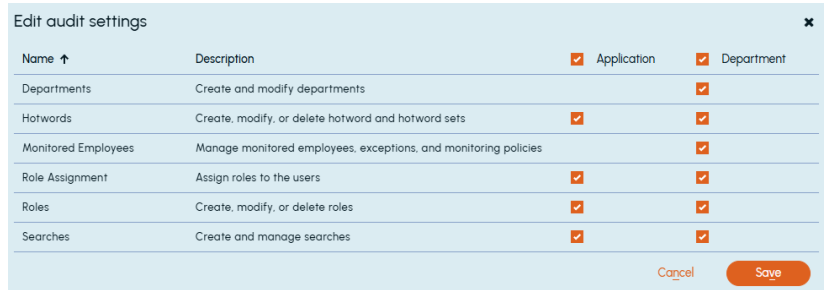 Edit audit settings
Name ↑ Description Application Department
Departments Create and modify departments
Hotwords Create, modify, or delete hotword and hotword sets
Monitored Employees Manage monitored employees, exceptions, and monitoring policies
Role Assignment Assign roles to the users
Roles Create, modify, or delete roles
Searches Create and manage searches
Cancel Save